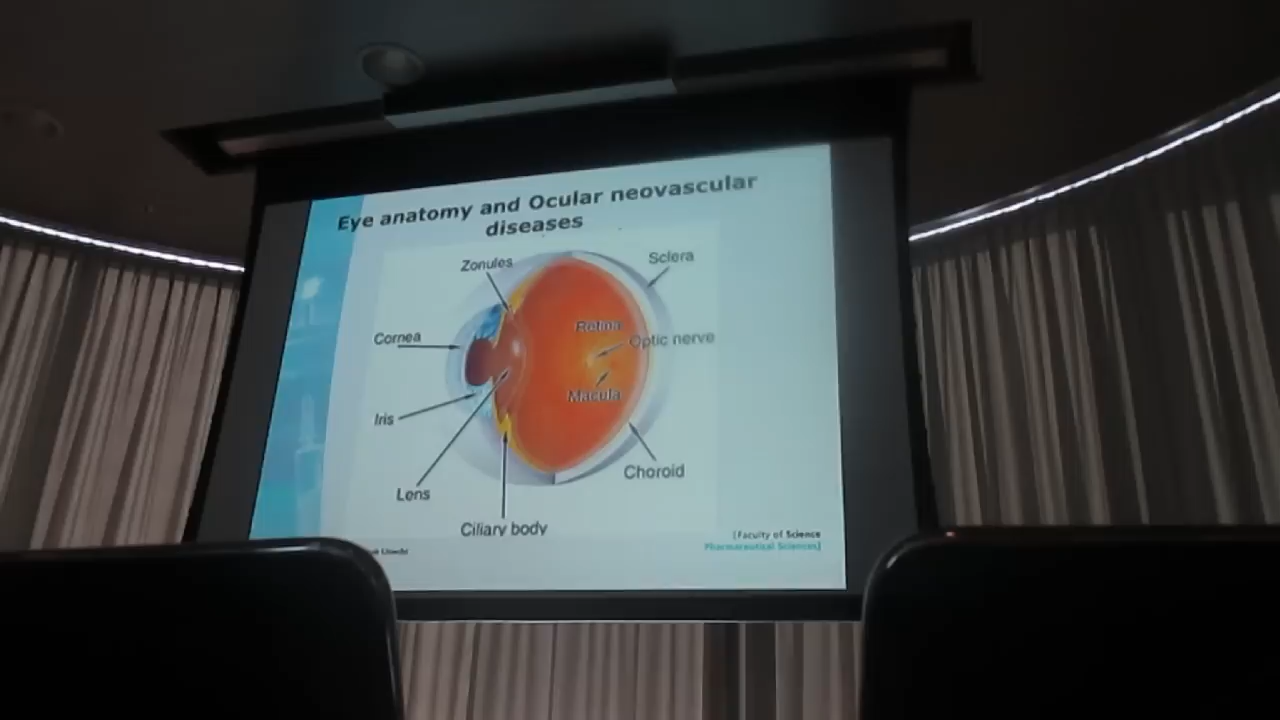 Eye anatomy and Ocular neovascular
diseases
Zonules
Sclera
Cornea
Retina
Optic nerve
Macula
Iris
Choroid
Lens
Ciliary body
[Faculty of Science
Pharmaceutical Sciences]